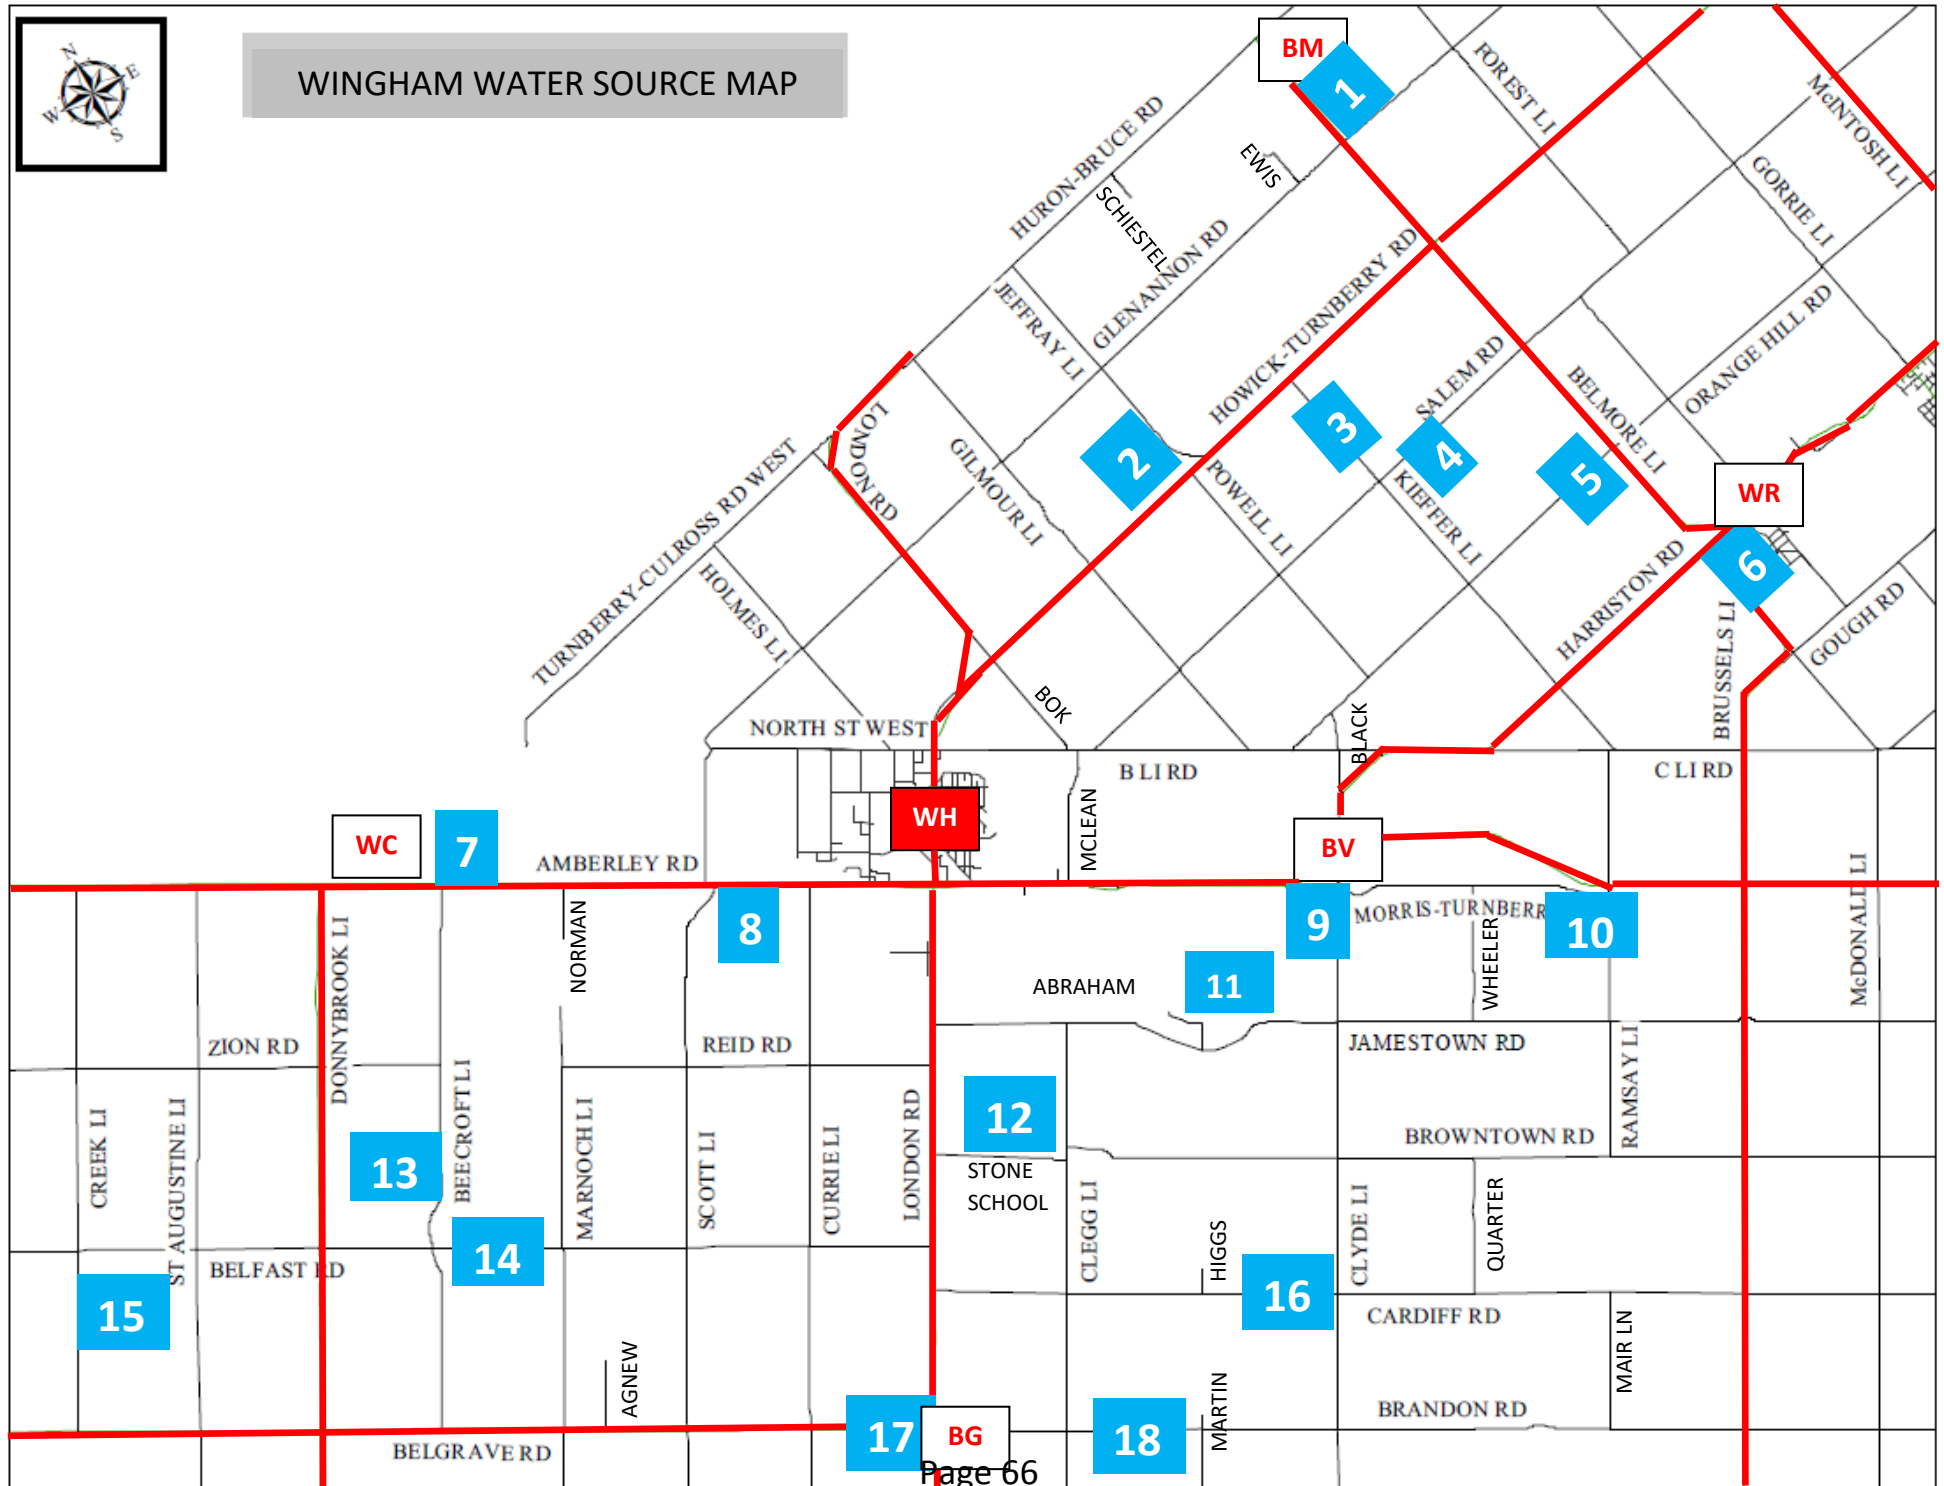 N
E
W
S
WINGHAM WATER SOURCE MAP
BM
1
FOREST LI
McINTOSH LI
HURON-BRUCE RD
EWIS
SCHIESTEL
GORRIE LI
GLENANNON RD
JEFFRAY LI
HOWICK-TURNBERRY RD
ORANGE HILL RD
SALEM RD
BELMORE LI
LONDON RD
GILMOUR LI
2
3
4
5
WR
POWELL LI
KIEFFER LI
TURNBERRY-CULROSS RD WEST
HOLMES LI
HARRISTON RD
6
BRUSSELS LI
GOUGH RD
BOK
NORTH ST WEST
BLACK
B LI RD
C LI RD
WH
MCLEAN
WC
7
BV
AMBERLEY RD
8
9
MORRIS-TURNBERR
10
DONNYBROOK LI
NORMAN
WHEELER
McDONALD LI
ABRAHAM
11
ZION RD
REID RD
JAMESTOWN RD
RAMSAY LI
12
BROWNTOWN RD
CREEK LI
ST AUGUSTINE LI
13
BEECROFT LI
MARNOCH LI
SCOTT LI
CURRIE LI
LONDON RD
STONE
SCHOOL
CLEGG LI
HIGGS
CLYDE LI
QUARTER
BELFAST RD
14
15
16
CARDIFF RD
MAIR LN
AGNEW
MARTIN
BRANDON RD
17
BG
18
BELGRAVE RD
Page 66